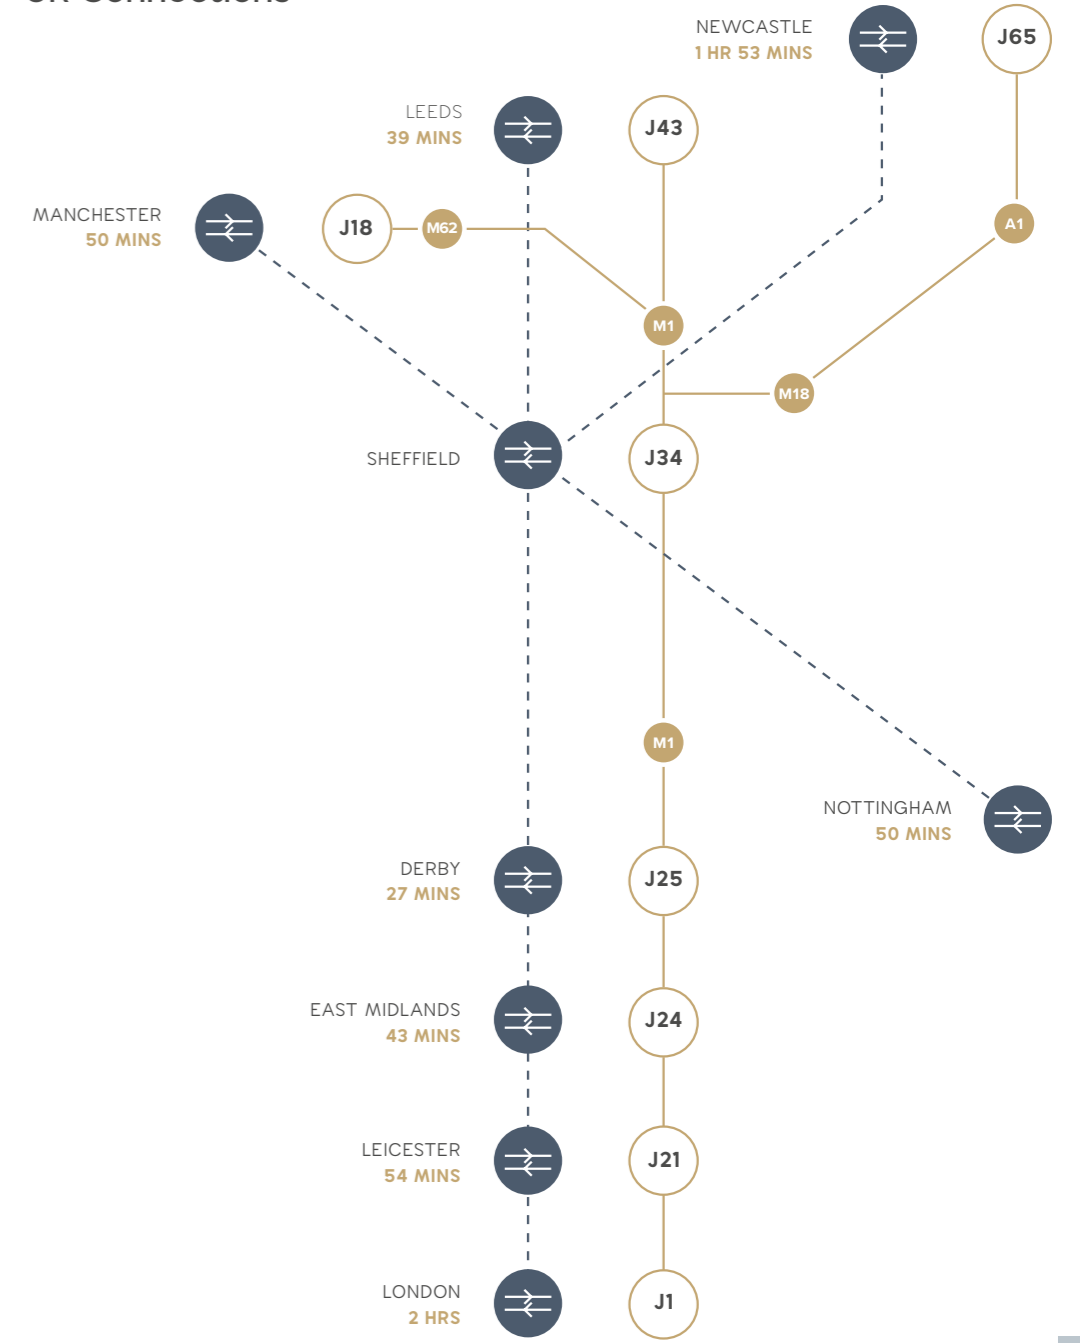 UK Connections
NEWCASTLE
1 HR 53 MINS
J65
LEEDS
39 MINS
J43
MANCHESTER
50 MINS
J18
M62
A1
M1
M18
SHEFFIELD
J34
M1
NOTTINGHAM
50 MINS
DERBY
27 MINS
J25
EAST MIDLANDS
43 MINS
J24
LEICESTER
54 MINS
J21
LONDON
2 HRS
J1